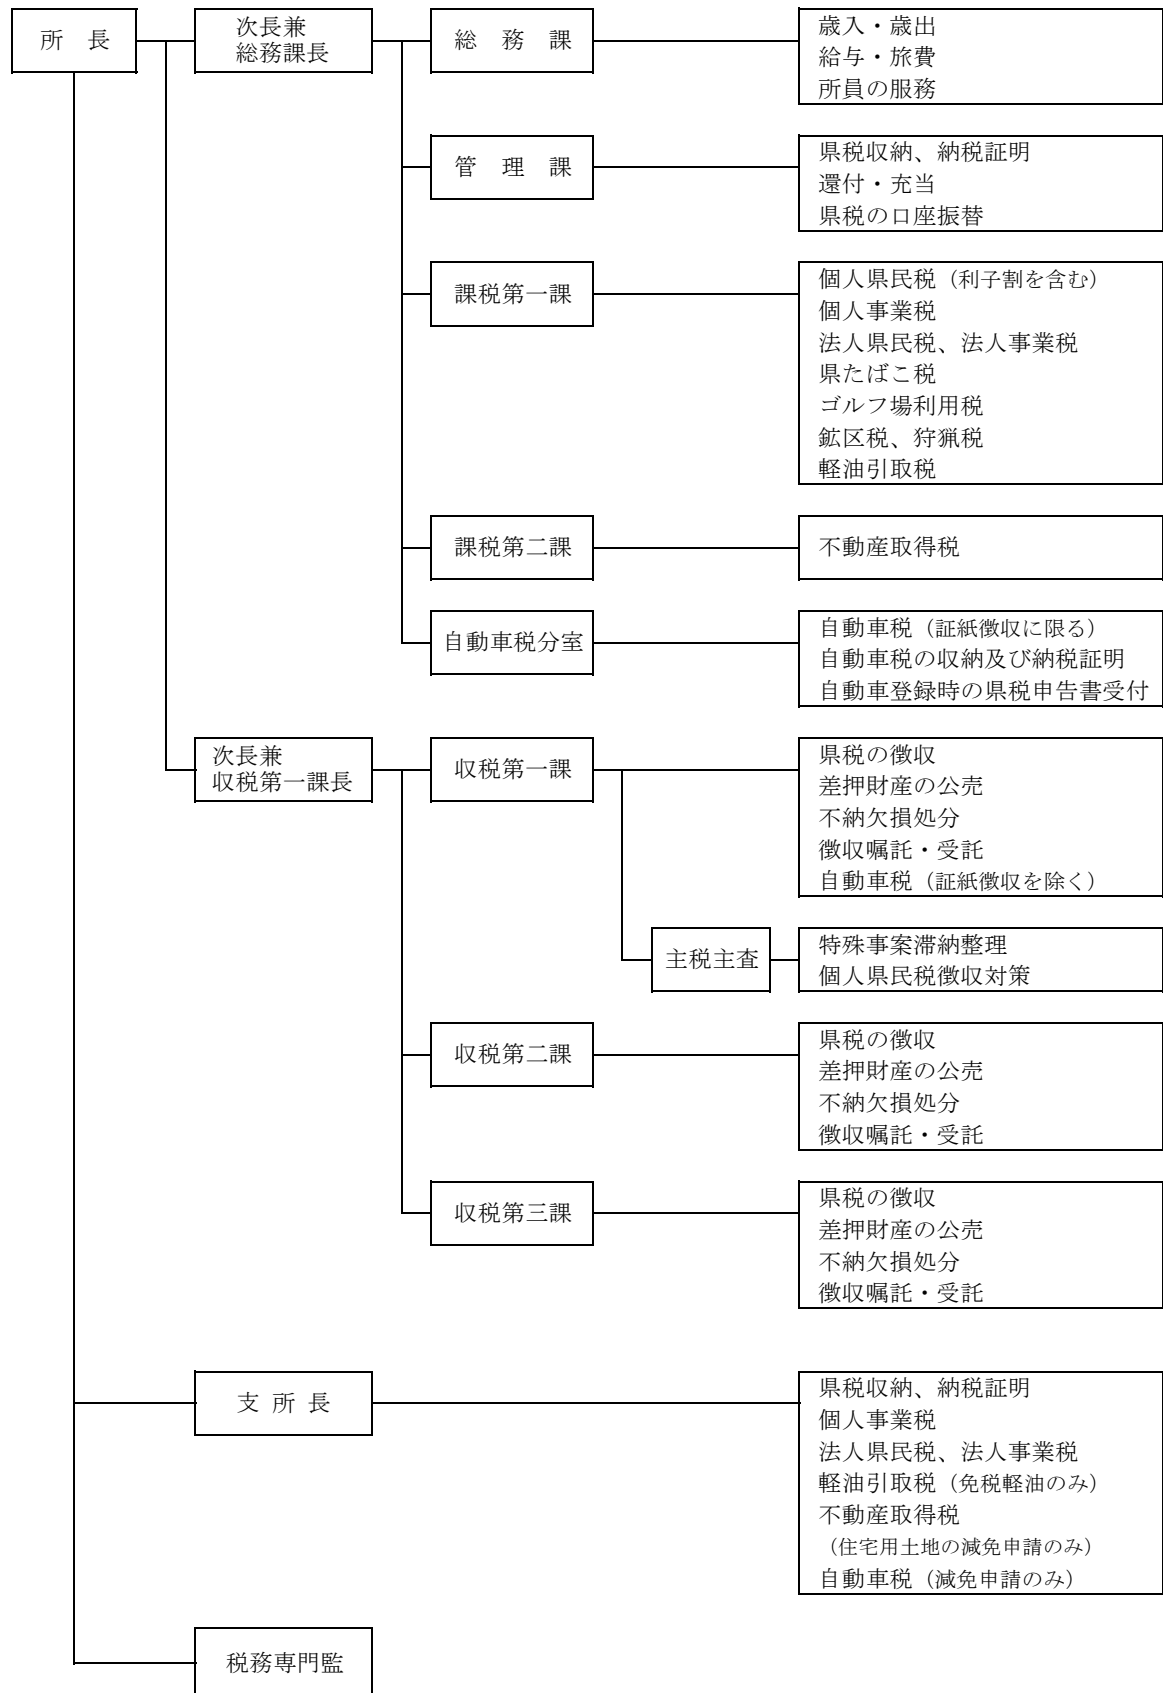 所　長
次長兼
総務課長
総　務　課
歳入・歳出
給与・旅費
所員の服務
管　理　課
県税収納、納税証明
還付・充当
県税の口座振替
課税第一課
個人県民税（利子割を含む）
個人事業税
法人県民税、法人事業税
県たばこ税
ゴルフ場利用税
鉱区税、狩猟税
軽油引取税
課税第二課
不動産取得税
自動車税分室
自動車税（証紙徴収に限る）
自動車税の収納及び納税証明
自動車登録時の県税申告書受付
次長兼
収税第一課長
収税第一課
県税の徴収
差押財産の公売
不納欠損処分
徴収嘱託・受託
自動車税（証紙徴収を除く）
主税主査
特殊事案滞納整理
個人県民税徴収対策
収税第二課
県税の徴収
差押財産の公売
不納欠損処分
徴収嘱託・受託
収税第三課
県税の徴収
差押財産の公売
不納欠損処分
徴収嘱託・受託
支 所 長
県税収納、納税証明
個人事業税
法人県民税、法人事業税
軽油引取税（免税軽油のみ）
不動産取得税
（住宅用土地の減免申請のみ）
自動車税（減免申請のみ）
税務専門監